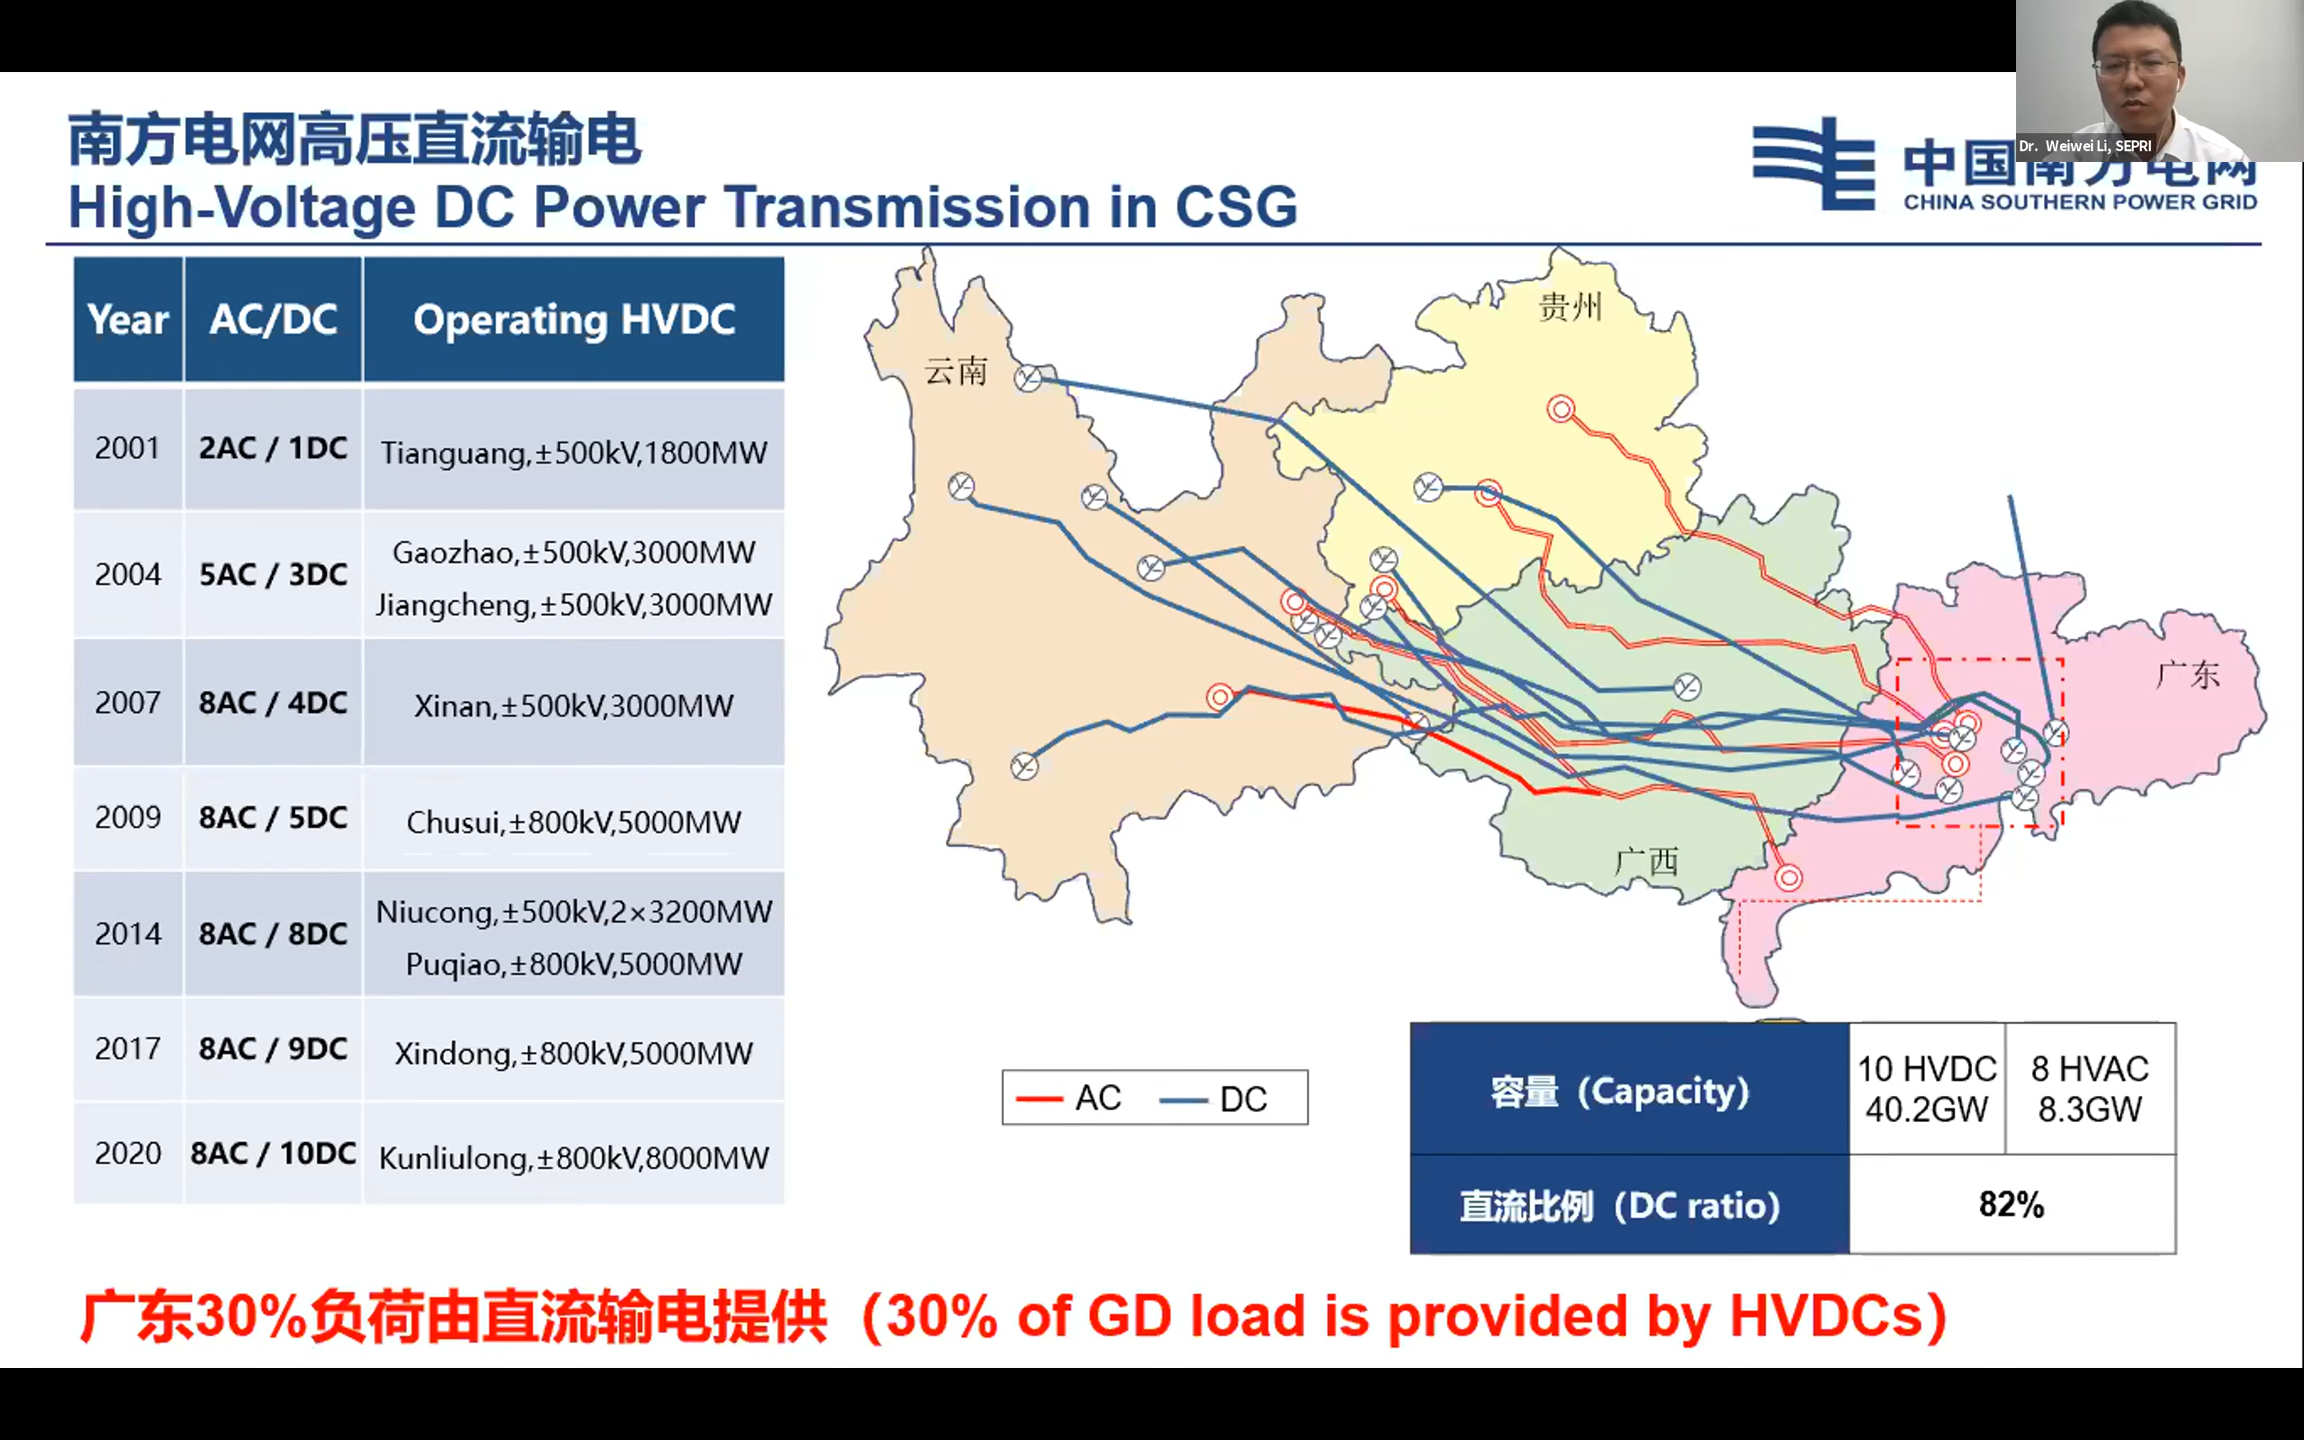 南方电网高压直流输电
High-Voltage DC Power Transmission in CSG
Dr. Weiwei Li, SEPRI
中国南方电网
CHINA SOUTHERN POWER GRID
Year AC/DC Operating HVDC
2001 2AC / 1DC Tianguang,±500kV,1800MW
2004 5AC / 3DC Gaozhao,±500kV,3000MW
Jiangcheng,±500kV,3000MW
2007 8AC / 4DC Xinan,±500kV,3000MW
2009 8AC / 5DC Chusui,±800kV,5000MW
2014 8AC / 8DC Niucong,±500kV,2×3200MW
Puqiao,±800kV,5000MW
2017 8AC / 9DC Xindong,±800kV,5000MW
2020 8AC / 10DC Kunliulong,±800kV,8000MW
贵州
云南
广东
广西
AC DC
容量（Capacity） 10 HVDC 8 HVAC
40.2GW 8.3GW
直流比例（DC ratio） 82%
广东30%负荷由直流输电提供（30% of GD load is provided by HVDCs）